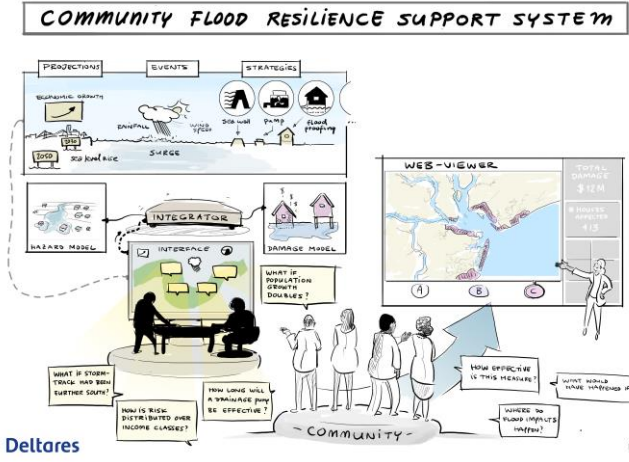 COMMUNITY FLOOD RESILIENCE SUPPORT SYSTEM
PROJECTIONS
EVENTS
STRATEGIES
ECONOMIC GROWTH
RAINFALL
WIND
SPEED
Sea wall
Pump
Flood
proofing
2030
2050
Sea level rise
SURGE
INTEGRATOR
HAZARD MODEL
DAMAGE MODEL
INTERFACE
WEB-VIEWER
TOTAL
DAMAGE
$12M
# HOUSES
AFFECTED
413
A
B
C
WHAT IF
POPULATION
GROWTH
DOUBLES?
WHAT IF STORM-
TRACK HAD BEEN
FURTHER SOUTH?
HOW IS RISK
DISTRIBUTED OVER
INCOME CLASSES?
HOW LONG WILL
A DRAINAGE PUMP
BE EFFECTIVE?
HOW EFFECTIVE
IS THIS MEASURE?
WHAT WOULD
HAVE HAPPENED IF
WHERE DO
FLOOD IMPACTS
HAPPEN?
- COMMUNITY -
Deltares